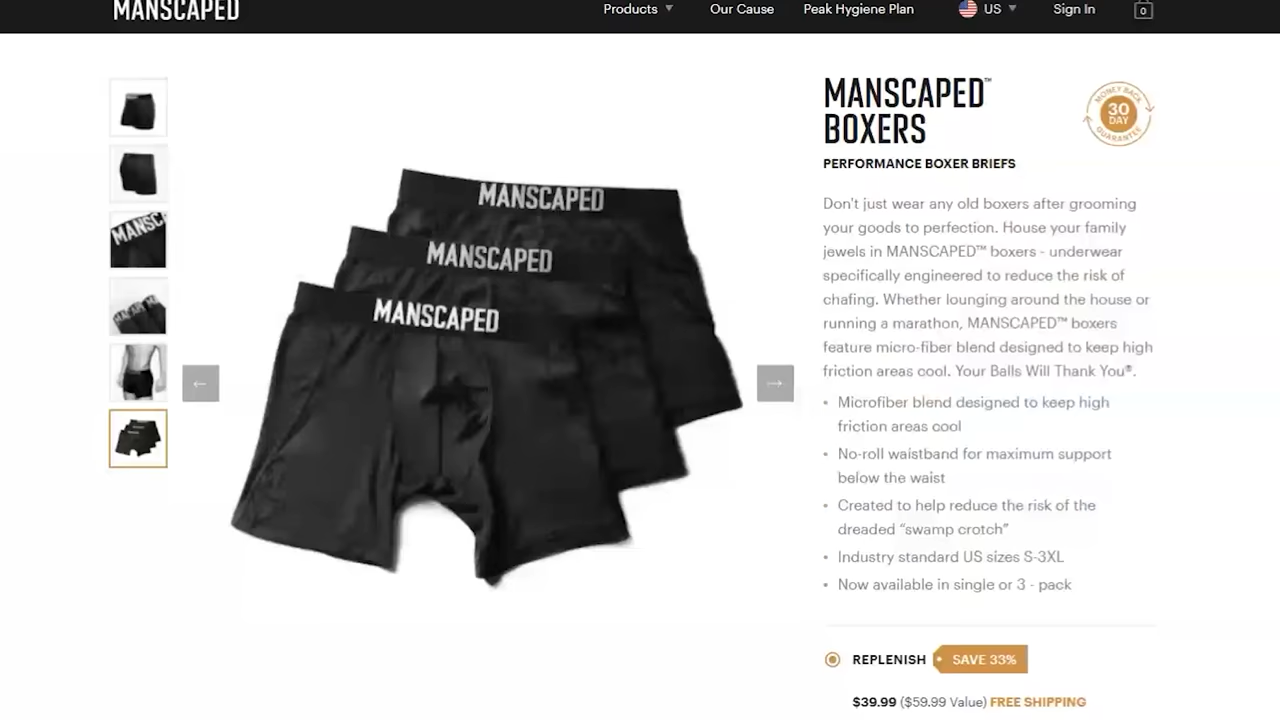 MANSCAPED
Products
Our Cause
Peak Hygiene Plan
US
Sign In
0
MANSC
MANSCAPED
MANSCAPED
MANSCAPED
MANSCAPED™
BOXERS
MONEY BACK
30
DAY
GUARANTEE
PERFORMANCE BOXER BRIEFS
Don't just wear any old boxers after grooming
your goods to perfection. House your family
jewels in MANSCAPED™ boxers - underwear
specifically engineered to reduce the risk of
chafing. Whether lounging around the house or
running a marathon, MANSCAPED™ boxers
feature micro-fiber blend designed to keep high
friction areas cool. Your Balls Will Thank You®.
• Microfiber blend designed to keep high
friction areas cool
• No-roll waistband for maximum support
below the waist
• Created to help reduce the risk of the
dreaded “swamp crotch”
• Industry standard US sizes S-3XL
• Now available in single or 3 - pack
REPLENISH SAVE 33%
$39.99 ($59.99 Value) FREE SHIPPING